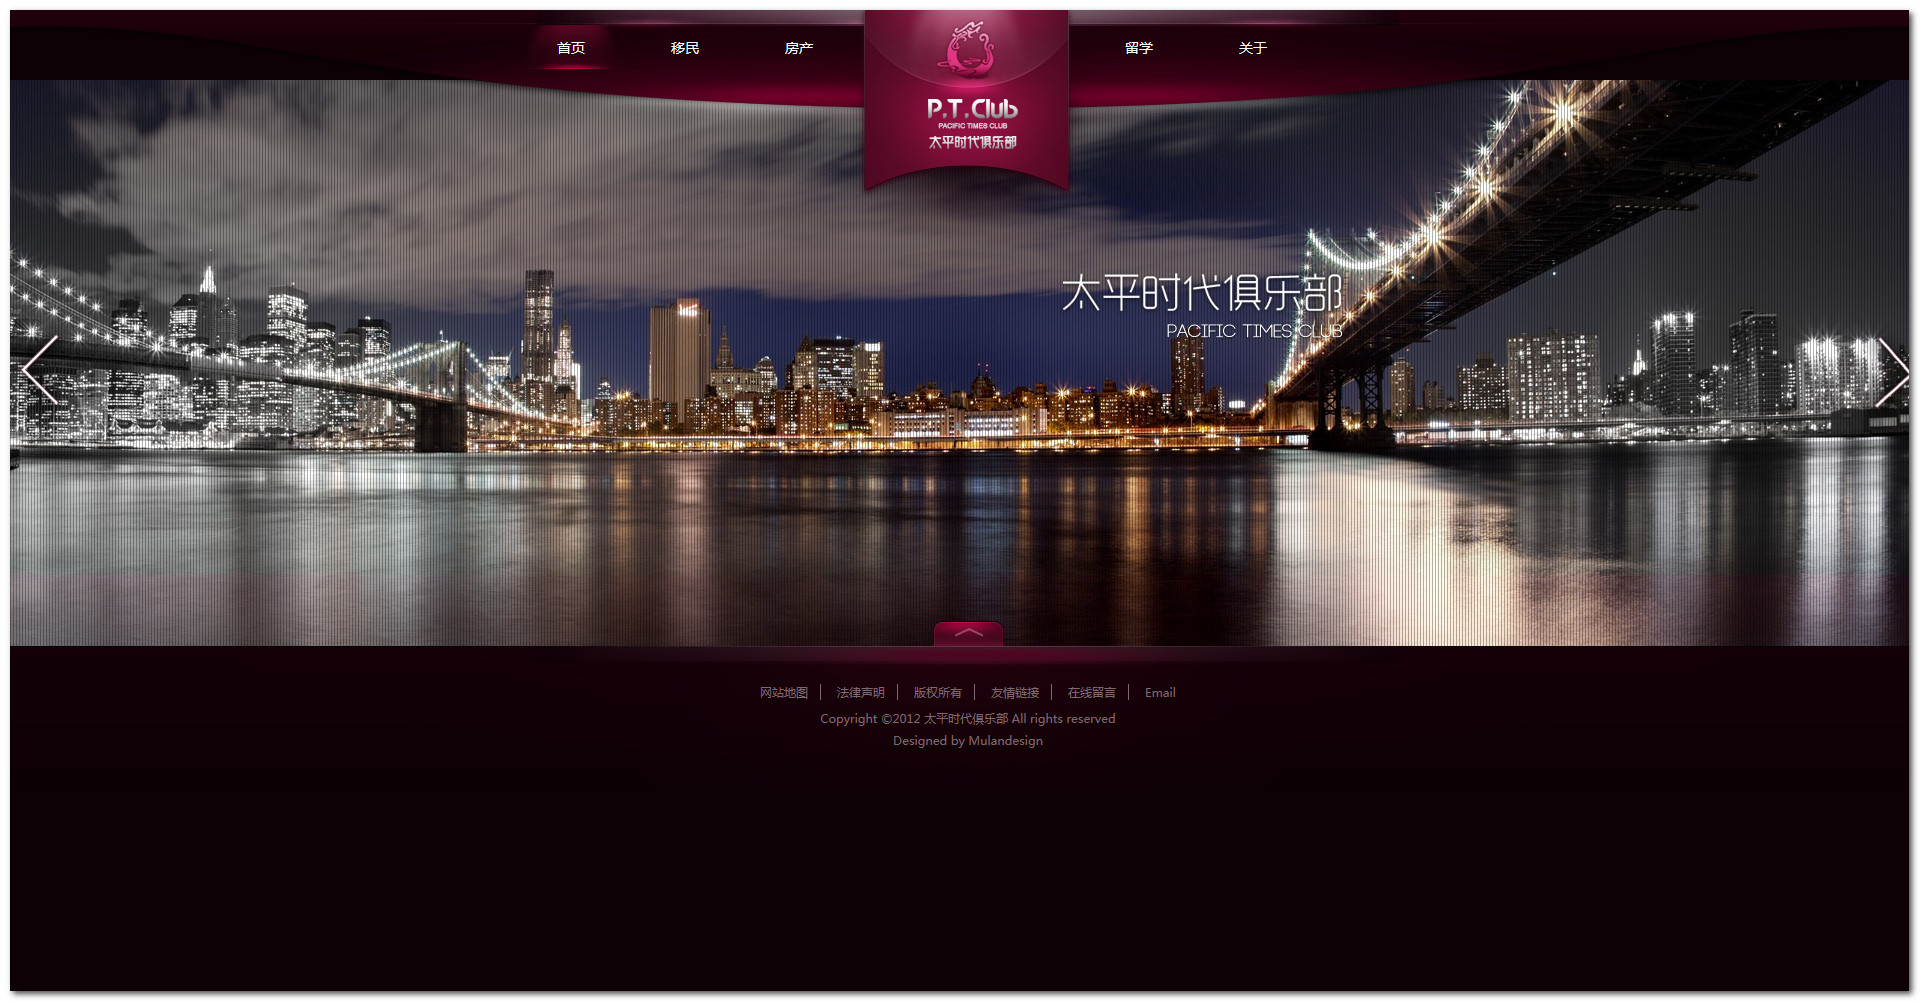 首页 移民 房产 留学 关于
P.T.Club
PACIFIC TIMES CLUB
太平时代俱乐部
太平时代俱乐部
PACIFIC TIMES CLUB
网站地图 法律声明 版权所有 友情链接 在线留言 Email
Copyright ©2012 太平时代俱乐部 All rights reserved
Designed by Mulandesign